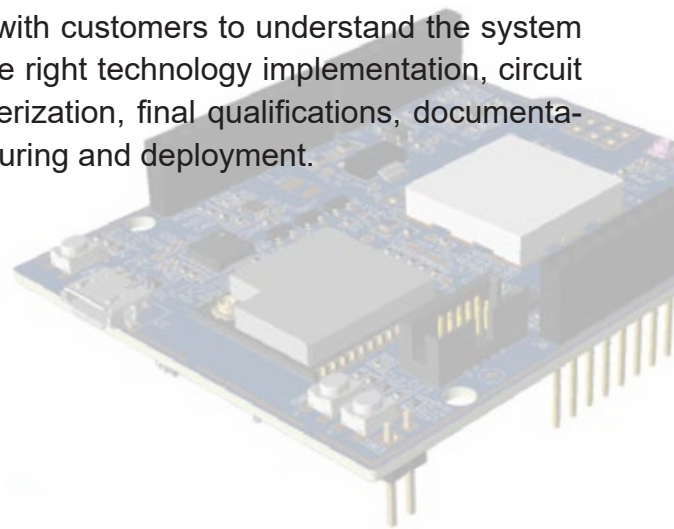 with customers to understand the system
e right technology implementation, circuit
erization, final qualifications, documenta-
uring and deployment.